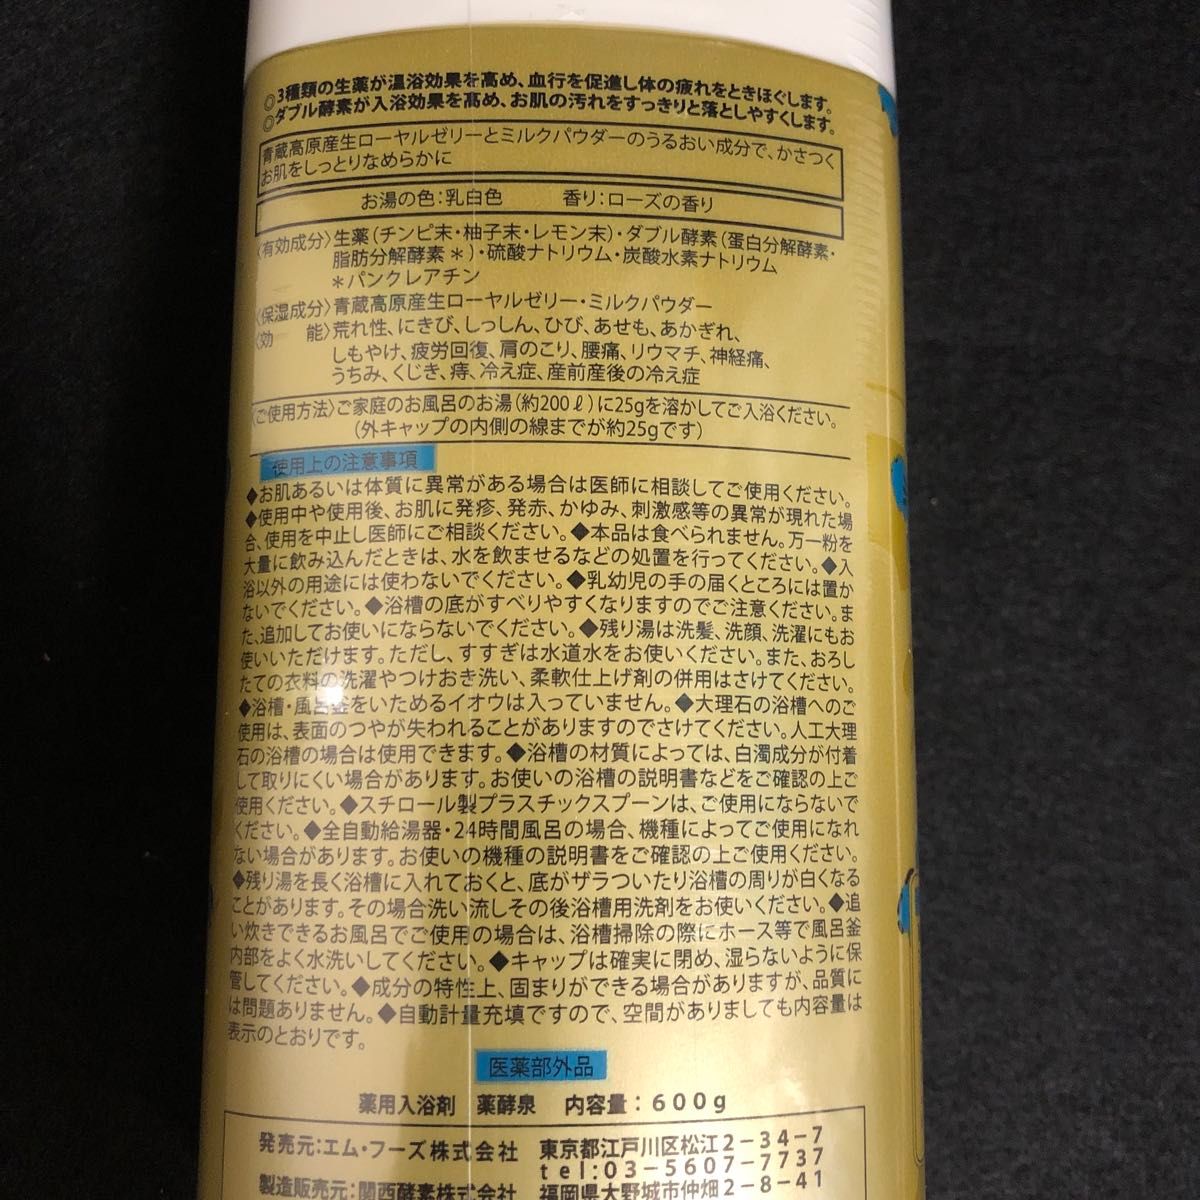 ◎3種類の生薬が温浴効果を高め、血行を促進し体の疲れをときほぐします。
◎ダブル酵素が入浴効果を高め、お肌の汚れをすっきりと落としやすくします。
青蔵高原産生ローヤルゼリーとミルクパウダーのうるおい成分で、かさつく
お肌をしっとりなめらかに
お湯の色：乳白色　　香り：ローズの香り
〈有効成分〉生薬（チンピ末・柚子末・レモン末）・ダブル酵素（蛋白分解酵素・
脂肪分解酵素＊）・硫酸ナトリウム・炭酸水素ナトリウム
＊パンクレアチン
〈保湿成分〉青蔵高原産生ローヤルゼリー・ミルクパウダー
〈効　　能〉荒れ性、にきび、しっしん、ひび、あせも、あかぎれ、
しもやけ、疲労回復、肩のこり、腰痛、リウマチ、神経痛、
うちみ、くじき、痔、冷え症、産前産後の冷え症
〈ご使用方法〉ご家庭のお風呂のお湯（約200ℓ）に25gを溶かしてご入浴ください。
（外キャップの内側の線までが約25gです）
使用上の注意事項
◆お肌あるいは体質に異常がある場合は医師に相談してご使用ください。
◆使用中や使用後、お肌に発疹、発赤、かゆみ、刺激感等の異常が現れた場
合、使用を中止し医師にご相談ください。◆本品は食べられません。万一粉を
大量に飲み込んだときは、水を飲ませるなどの処置を行ってください。◆入
浴以外の用途には使わないでください。◆乳幼児の手の届くところには置か
ないでください。◆浴槽の底がすべりやすくなりますのでご注意ください。ま
た、追加してお使いにならないでください。◆残り湯は洗髪、洗顔、洗濯にもお
使いいただけます。ただし、すすぎは水道水をお使いください。また、おろし
たての衣料の洗濯やつけおき洗い、柔軟仕上げ剤の併用はさけてください。
◆浴槽・風呂釜をいためるイオウは入っていません。◆大理石の浴槽へのご
使用は、表面のつやが失われることがありますのでさけてください。人工大理
石の浴槽の場合は使用できます。◆浴槽の材質によっては、白濁成分が付着
して取りにくい場合があります。お使いの浴槽の説明書などをご確認の上ご
使用ください。◆スチロール製プラスチックスプーンは、ご使用にならないで
ください。◆全自動給湯器・24時間風呂の場合、機種によってご使用になれ
ない場合があります。お使いの機種の説明書をご確認の上ご使用ください。
◆残り湯を長く浴槽に入れておくと、底がザラついたり浴槽の周りが白くなる
ことがあります。その場合洗い流しその後浴槽用洗剤をお使いください。◆追
い炊きできるお風呂でご使用の場合は、浴槽掃除の際にホース等で風呂釜
内部をよく水洗いしてください。◆キャップは確実に閉め、湿らないように保
管してください。◆成分の特性上、固まりができる場合がありますが、品質に
は問題ありません。◆自動計量充填ですので、空間がありましても内容量は
表示のとおりです。
医薬部外品
薬用入浴剤　薬酵泉　内容量：600g
発売元：エム・フーズ株式会社　東京都江戸川区松江2－34－7
tel：03－5607－7737
製造販売元：関西酵素株式会社　福岡県大野城市仲畑2－8－41